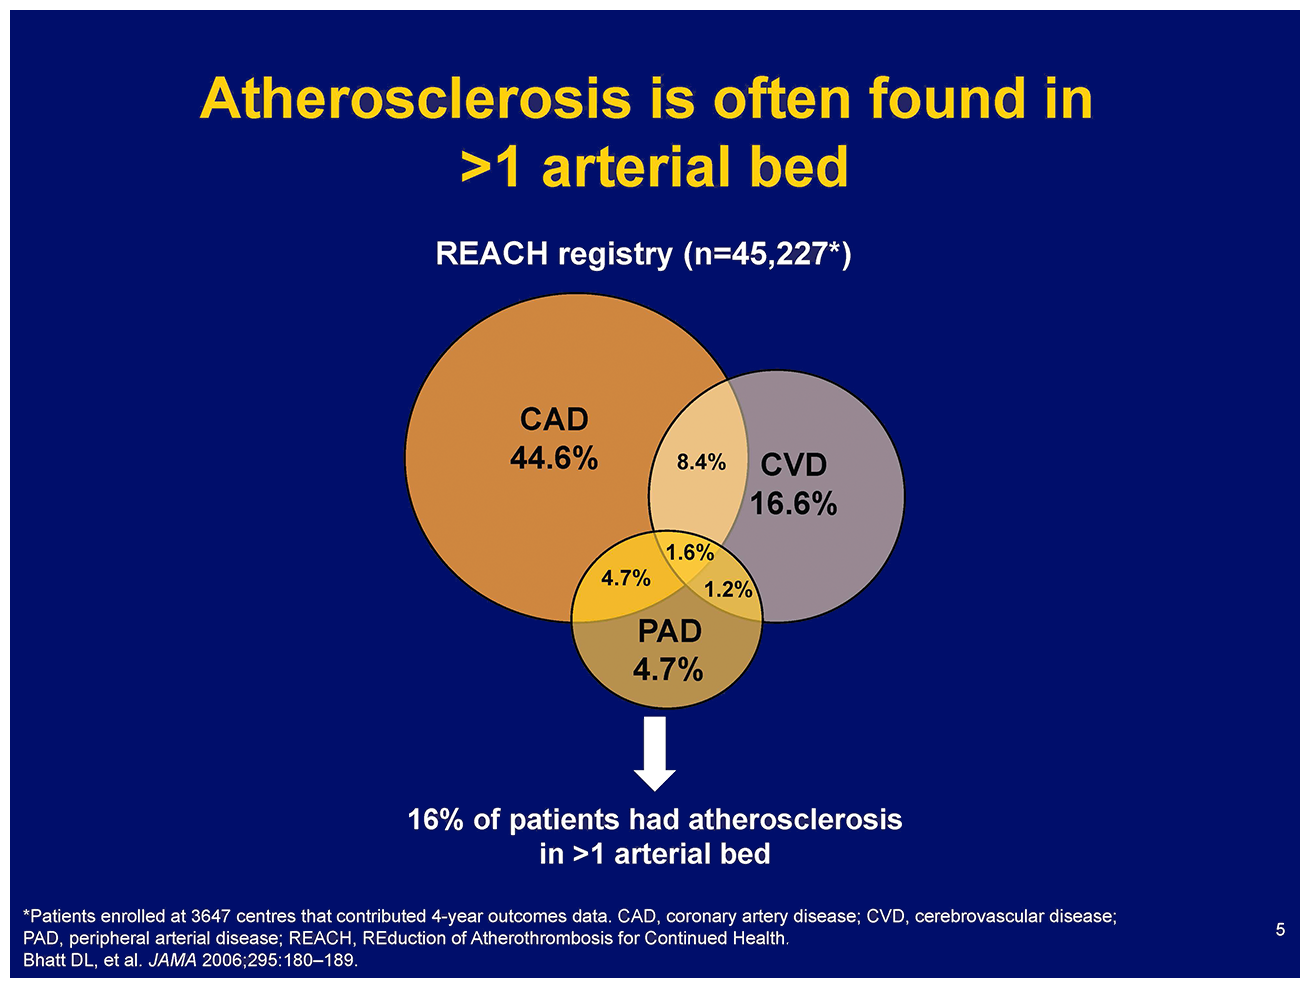 Atherosclerosis is often found in
>1 arterial bed
REACH registry (n=45,227*)
CAD
44.6%
8.4%
CVD
16.6%
1.6%
4.7%
1.2%
PAD
4.7%
16% of patients had atherosclerosis
in >1 arterial bed
*Patients enrolled at 3647 centres that contributed 4-year outcomes data. CAD, coronary artery disease; CVD, cerebrovascular disease;
PAD, peripheral arterial disease; REACH, REduction of Atherothrombosis for Continued Health.
Bhatt DL, et al. JAMA 2006;295:180–189.
5